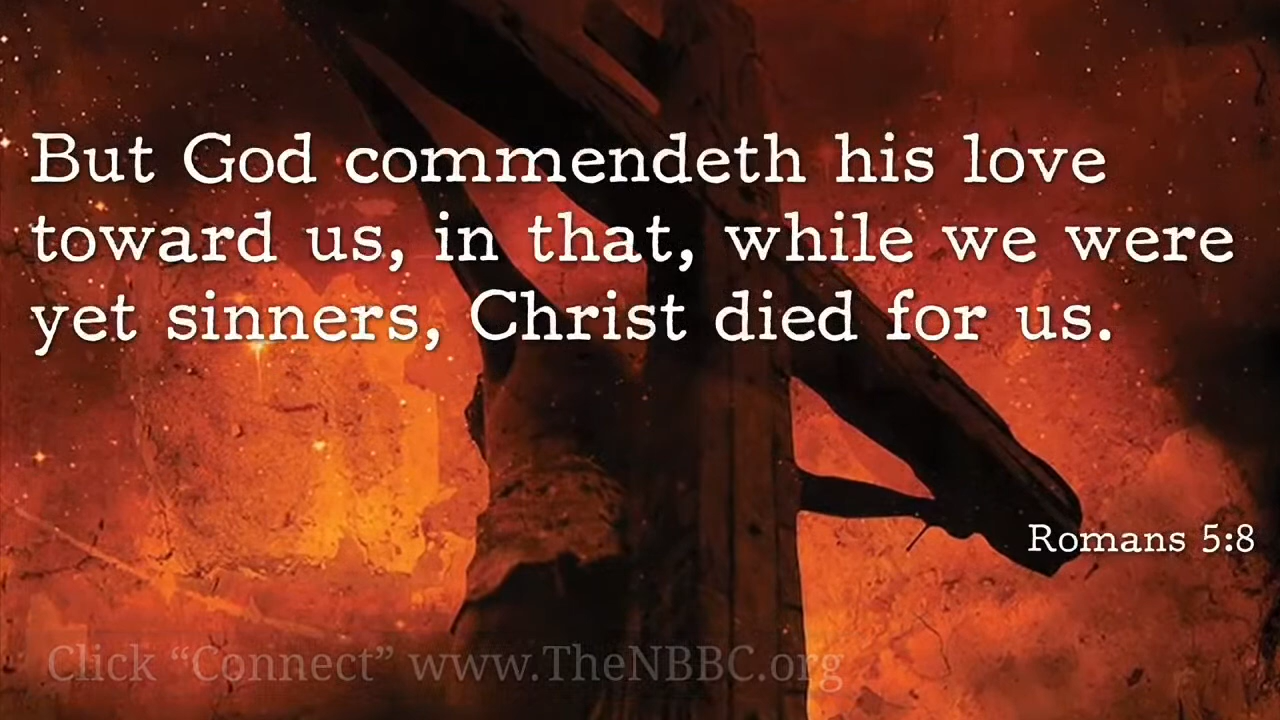 But God commendeth his love
toward us, in that, while we were
yet sinners, Christ died for us.
Romans 5:8
Click “Connect” www.TheNBBC.org